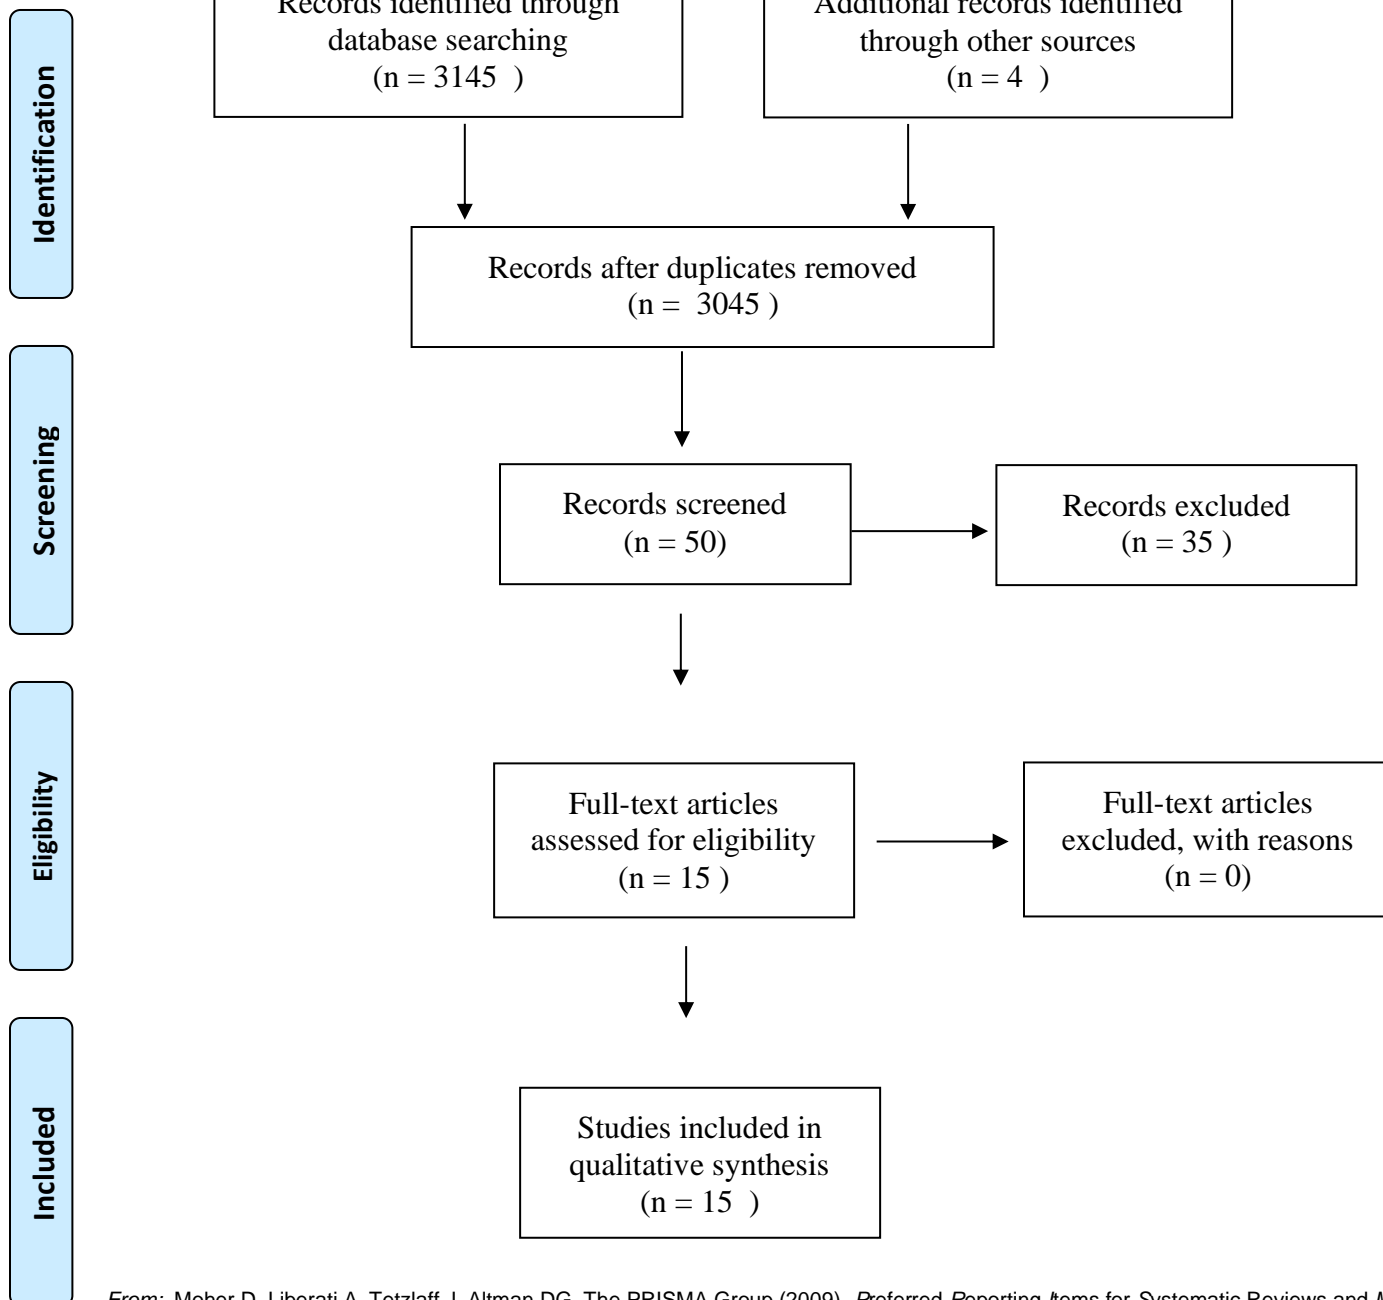 Records identified through
database searching
(n = 3145  )
Additional records identified
through other sources
(n = 4  )
Identification
Records after duplicates removed
(n =  3045 )
Screening
Records screened
(n = 50)
Records excluded
(n = 35 )
Eligibility
Full-text articles
assessed for eligibility
(n = 15 )
Full-text articles
excluded, with reasons
(n = 0)
Included
Studies included in
qualitative synthesis
(n = 15  )
From: Moher D, Liberati A, Tetzlaff J, Altman DG, The PRISMA Group (2009). Preferred Reporting Items for Systematic Reviews and